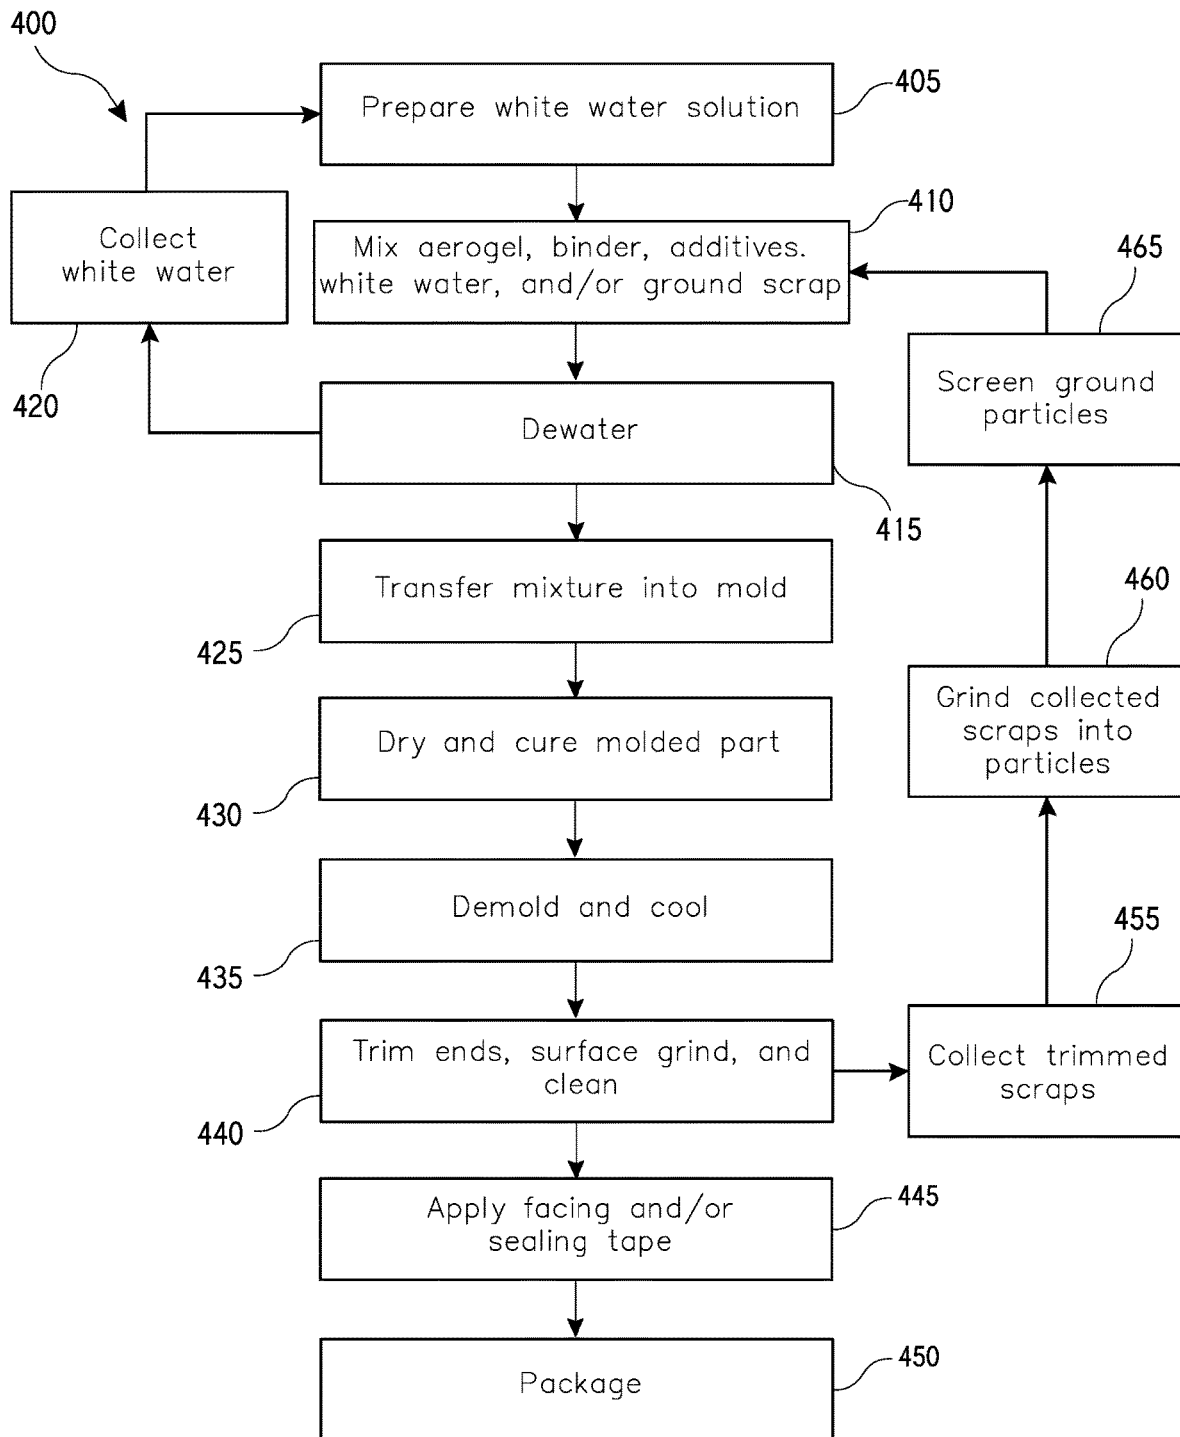 400
Prepare white water solution
405
Collect
white water
420
Mix aerogel, binder, additives.
white water, and/or ground scrap
410
465
Screen ground
particles
Dewater
415
Transfer mixture into mold
425
460
Grind collected
scraps into
particles
Dry and cure molded part
430
Demold and cool
435
455
Collect trimmed
scraps
Trim ends, surface grind, and
clean
440
Apply facing and/or
sealing tape
445
Package
450